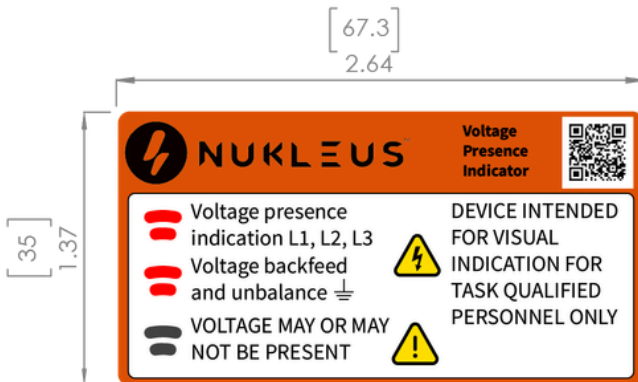 [67.3]
2.64
[35]
1.37
NUKLEUS
Voltage
Presence
Indicator
Voltage presence
indication L1, L2, L3
Voltage backfeed
and unbalance ⏚
VOLTAGE MAY OR MAY
NOT BE PRESENT
DEVICE INTENDED
FOR VISUAL
INDICATION FOR
TASK QUALIFIED
PERSONNEL ONLY